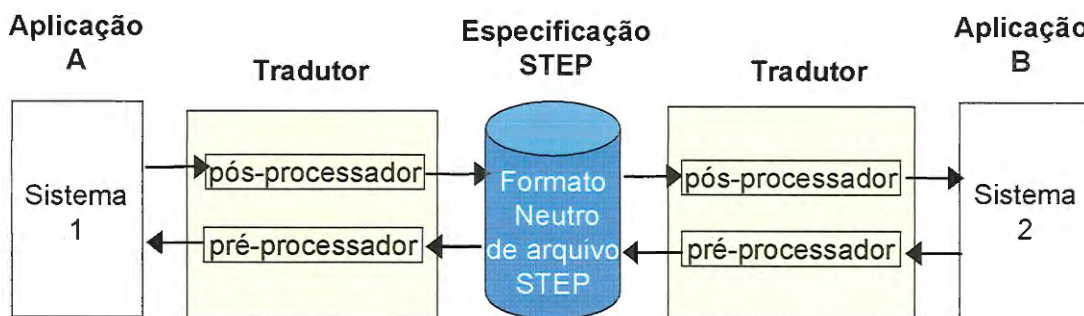 Aplicação
A
Tradutor
Especificação
STEP
Tradutor
Aplicação
B
Sistema
1
pós-processador
pré-processador
Formato
Neutro
de arquivo
STEP
pós-processador
pré-processador
Sistema
2